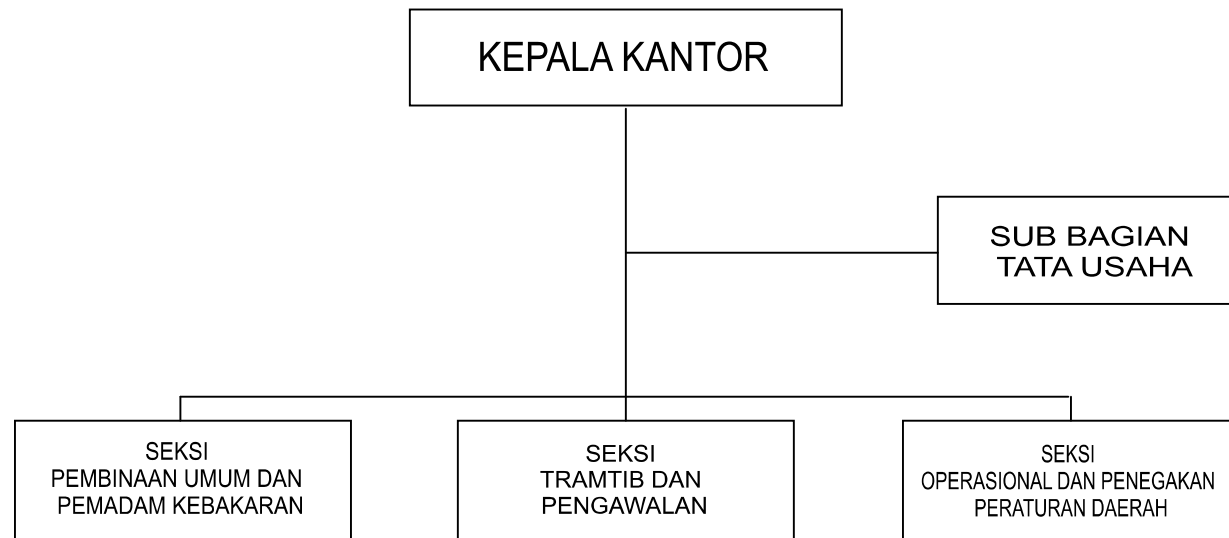 KEPALA KANTOR
SUB BAGIAN
TATA USAHA
SEKSI
PEMBINAAN UMUM DAN
PEMADAM KEBAKARAN
SEKSI
TRAMTIB DAN
PENGAWALAN
SEKSI
OPERASIONAL DAN PENEGAKAN
PERATURAN DAERAH